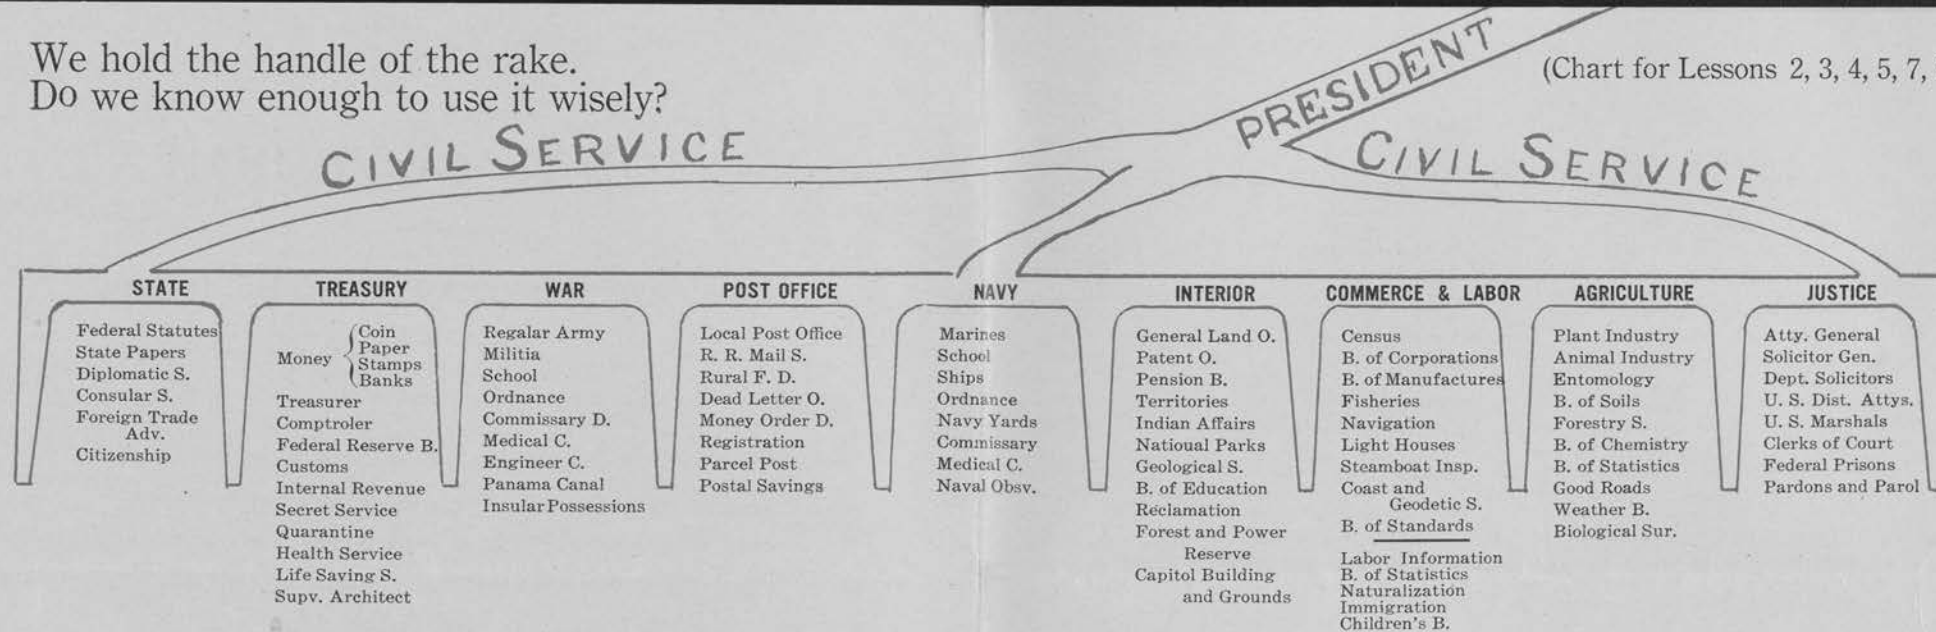 We hold the handle of the rake.
Do we know enough to use it wisely?
(Chart for Lessons 2, 3, 4, 5, 7,
PRESIDENT
CIVIL SERVICE
CIVIL SERVICE
STATE
Federal Statutes
State Papers
Diplomatic S.
Consular S.
Foreign Trade
Adv.
Citizenship
TREASURY
Money
Coin
Paper
Stamps
Banks
Treasurer
Comptroler
Federal Reserve B.
Customs
Internal Revenue
Secret Service
Quarantine
Health Service
Life Saving S.
Supv. Architect
WAR
Regalar Army
Militia
School
Ordnance
Commissary D.
Medical C.
Engineer C.
Panama Canal
Insular Possessions
POST OFFICE
Local Post Office
R. R. Mail S.
Rural F. D.
Dead Letter O.
Money Order D.
Registration
Parcel Post
Postal Savings
NAVY
Marines
School
Ships
Ordnance
Navy Yards
Commissary
Medical C.
Naval Obsv.
INTERIOR
General Land O.
Patent O.
Pension B.
Territories
Indian Affairs
National Parks
Geological S.
B. of Education
Reclamation
Forest and Power
Reserve
Capitol Building
and Grounds
COMMERCE & LABOR
Census
B. of Corporations
B. of Manufactures
Fisheries
Navigation
Light Houses
Steamboat Insp.
Coast and
Geodetic S.
B. of Standards
Labor Information
B. of Statistics
Naturalization
Immigration
Children's B.
AGRICULTURE
Plant Industry
Animal Industry
Entomology
B. of Soils
Forestry S.
B. of Chemistry
B. of Statistics
Good Roads
Weather B.
Biological Sur.
JUSTICE
Atty. General
Solicitor Gen.
Dept. Solicitors
U. S. Dist. Attys.
U. S. Marshals
Clerks of Court
Federal Prisons
Pardons and Parol